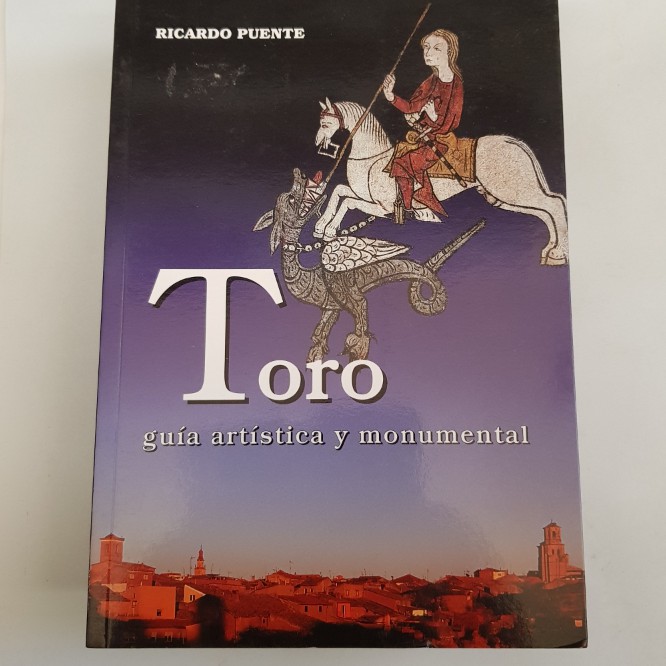 RICARDO PUENTE
Toro
guía artística y monumental